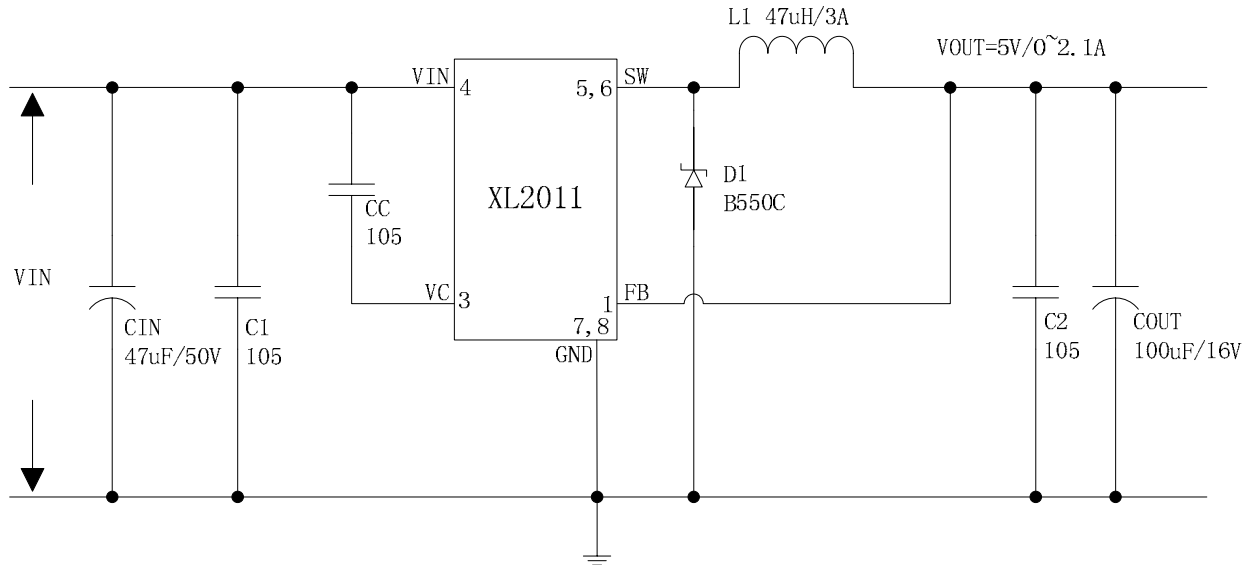 L1 47uH/3A
VOUT=5V/0~2.1A
VIN
4
5,6
SW
XL2011
D1
B550C
CC
105
VIN
VC
3
1
FB
7,8
GND
CIN
47uF/50V
C1
105
C2
105
COUT
100uF/16V